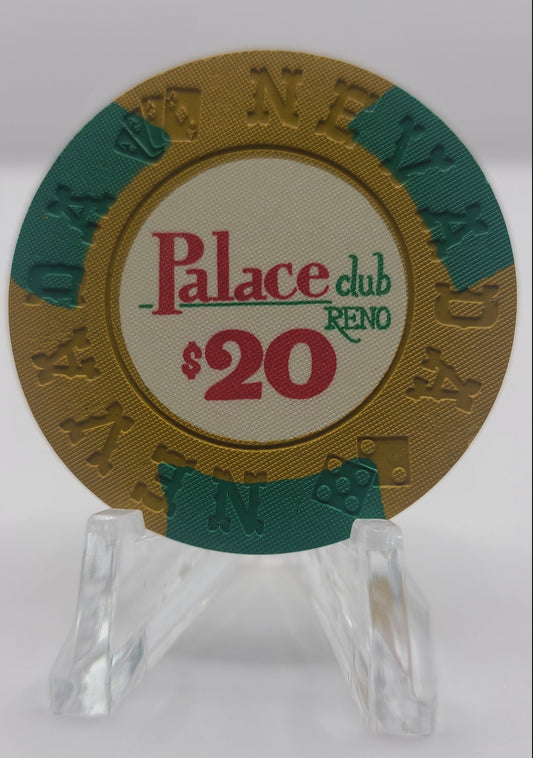 NEVADA
Palace club
RENO
$20
NEVADA